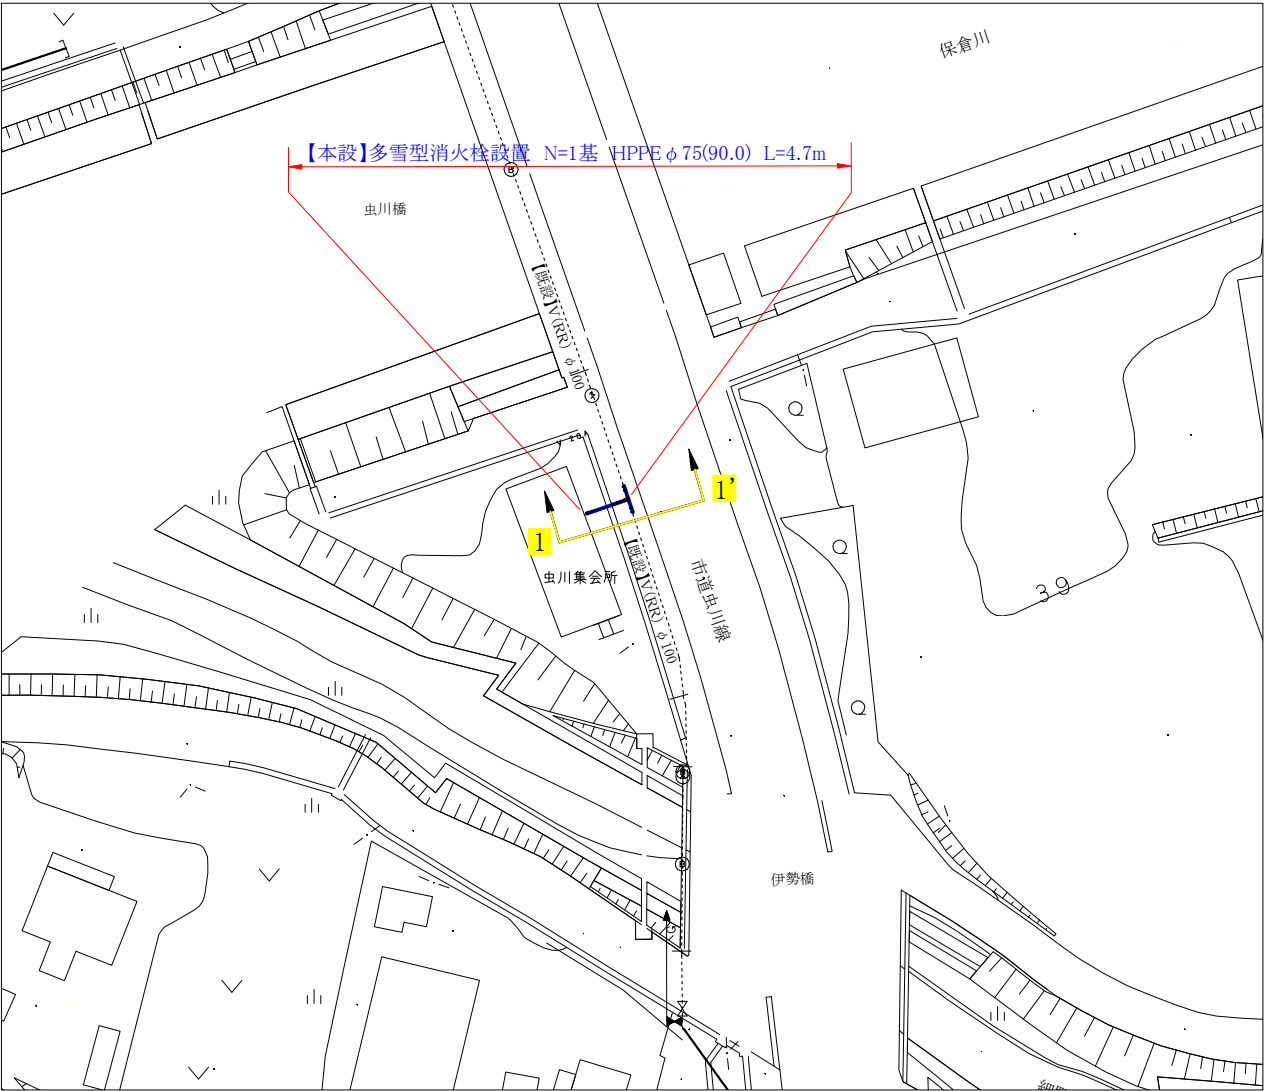 保倉川
【本設】多雪型消火栓設置 N=1基 HPPEφ75(90.0) L=4.7m
虫川橋
【既設】V(RR) φ100
1'
1
虫川集会所
【既設】V(RR) φ100
市道虫川線
39
伊勢橋